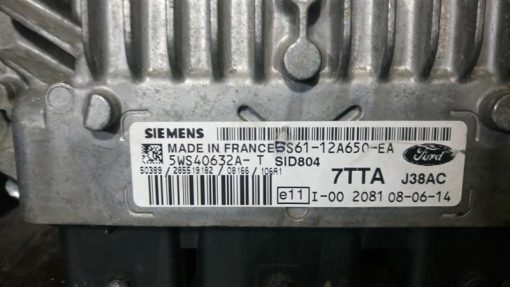 SIEMENS
MADE IN FRANCE 6S61-12A650-EA
5WS40632A-T SID804
Ford
7TTA J38AC
50389 / 285519182 / 08166 / 106A1
e11 I-00 2081 08-06-14